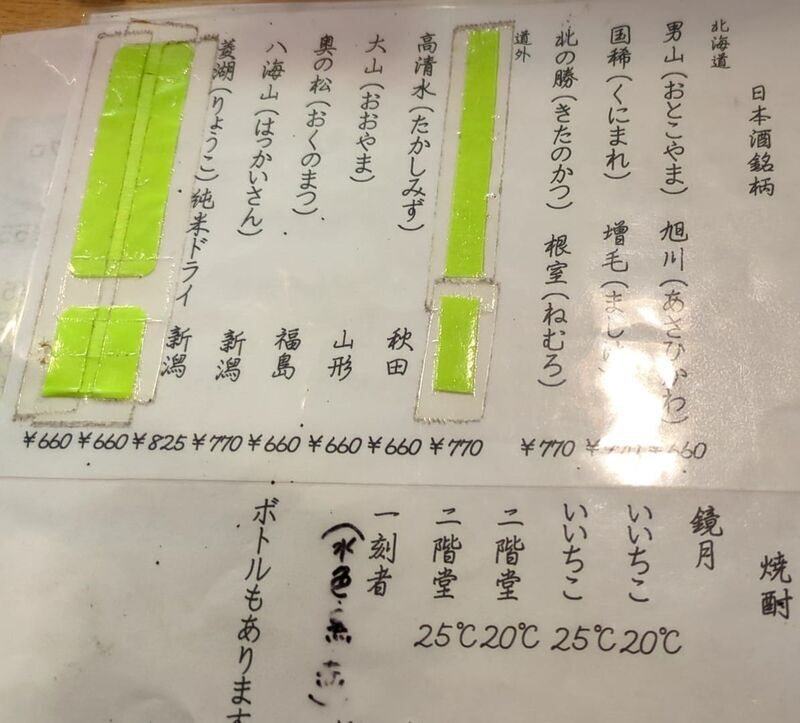 日本酒銘柄
北海道
男山(おとこやま) 旭川(あさひかわ) ¥660
国稀(くにまれ) 増毛(ましけ
北の勝(きたのかつ) 根室(ねむろ) ¥770
道外
¥770
高清水(たかしみず) 秋田 ¥660
大山(おおやま) 山形 ¥660
奥の松(おくのまつ) 福島 ¥660
八海山(はっかいさん) 新潟 ¥770
菱湖(りょうこ) 純米ドライ 新潟 ¥825
¥660
¥660
焼酎
鏡月
いいちこ 20℃
いいちこ 25℃
二階堂 20℃
二階堂 25℃
一刻者
(水色・赤
ボトルもあります